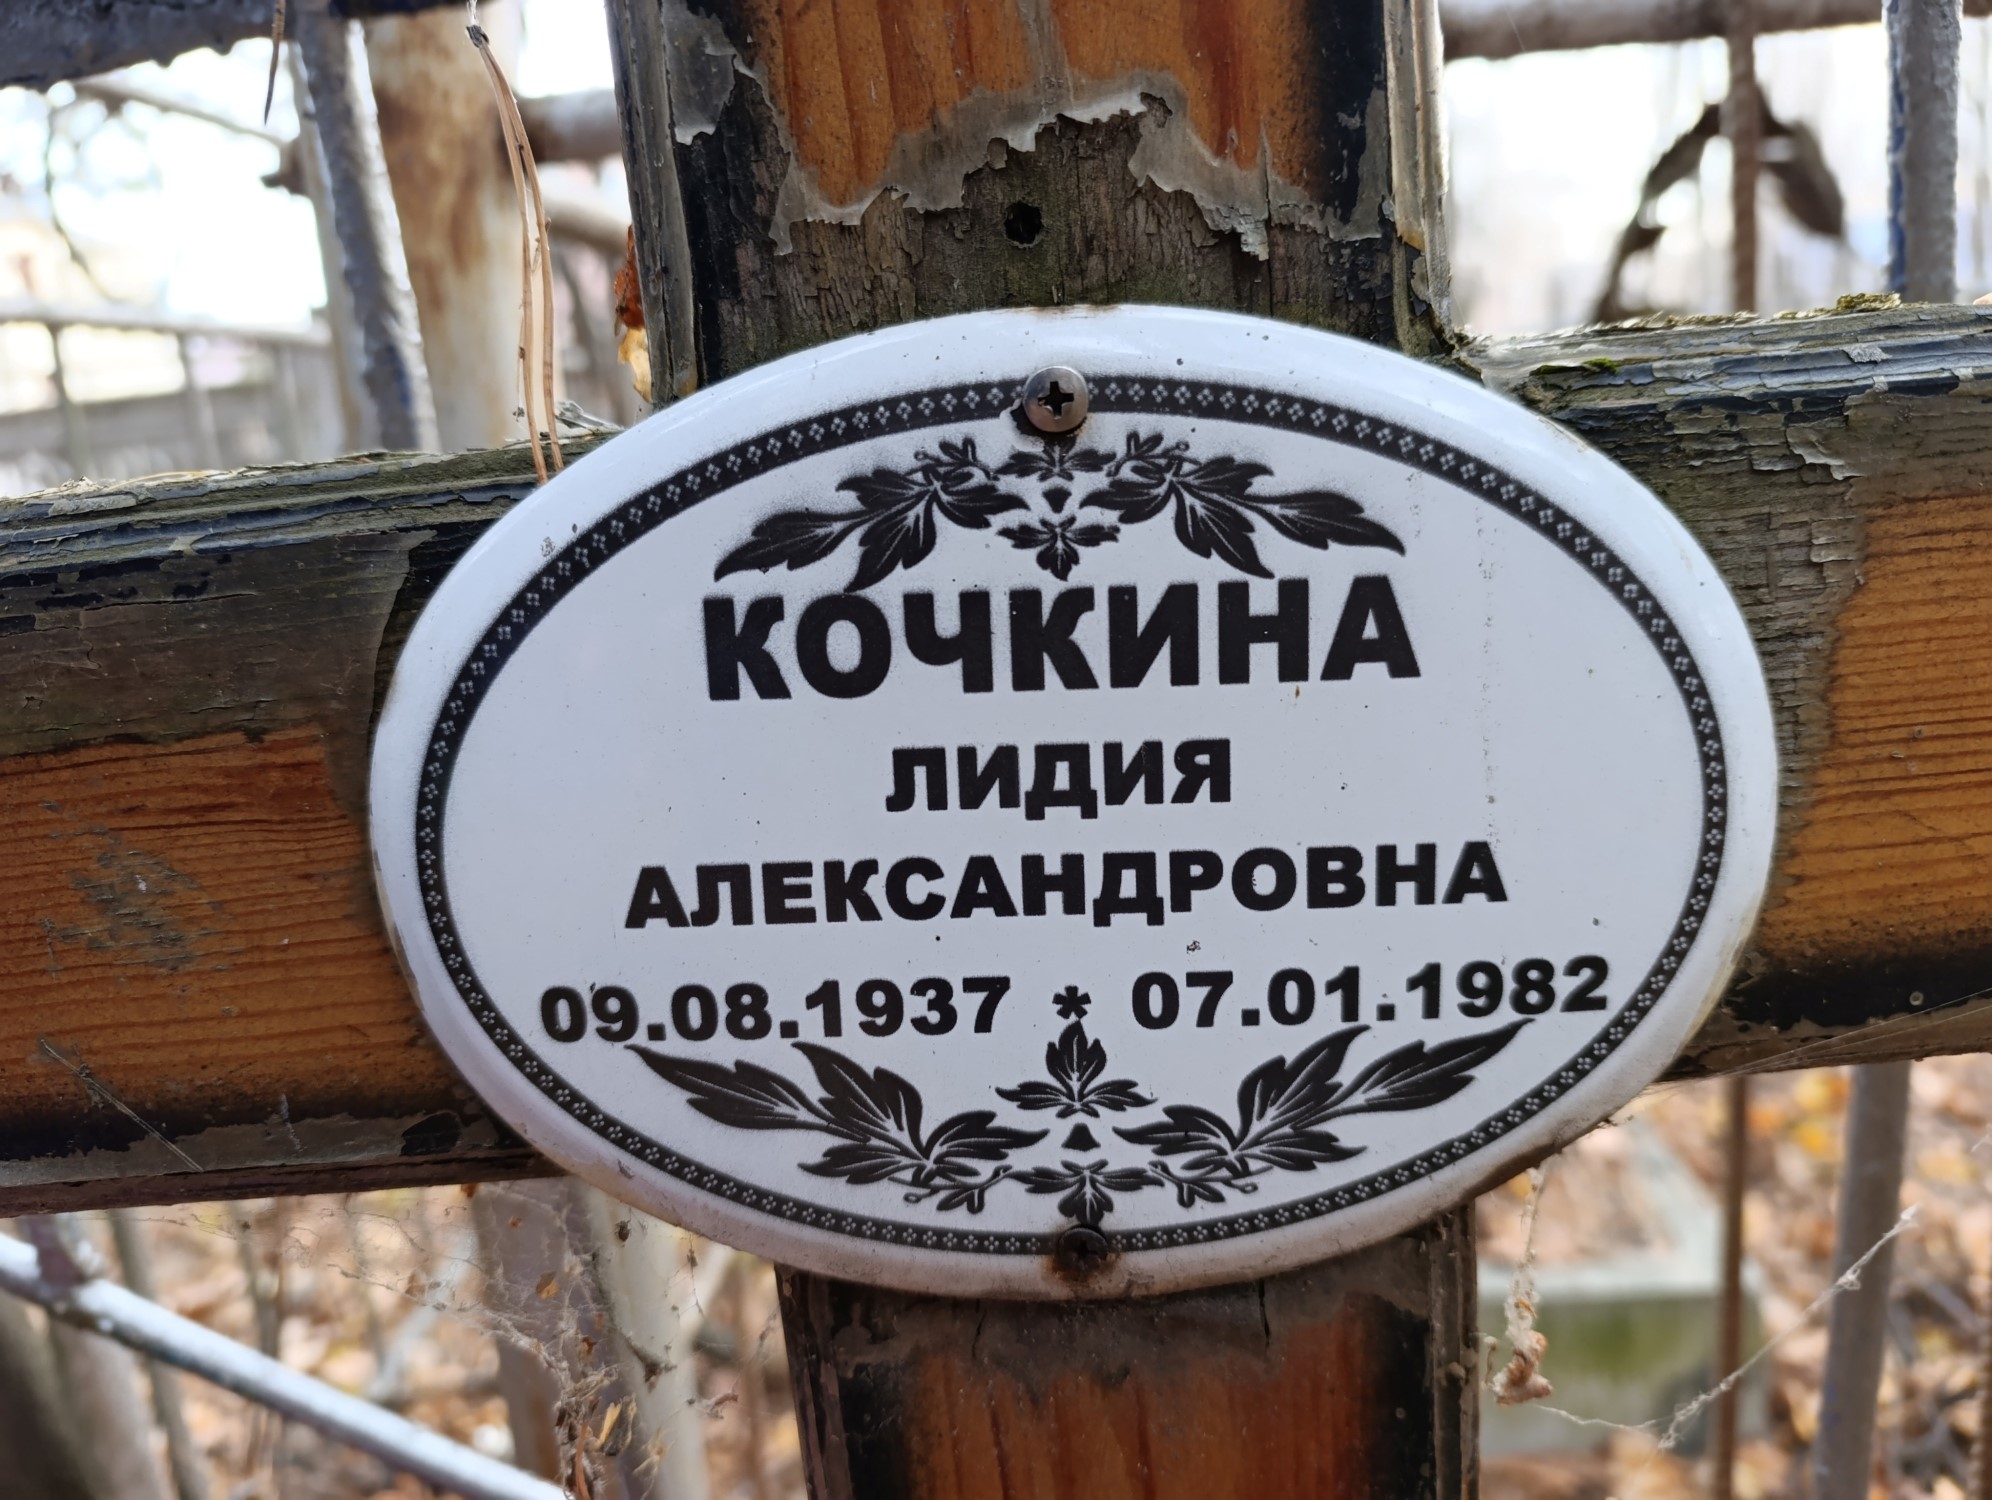 КОЧКИНА
ЛИДИЯ
АЛЕКСАНДРОВНА
09.08.1937 * 07.01.1982